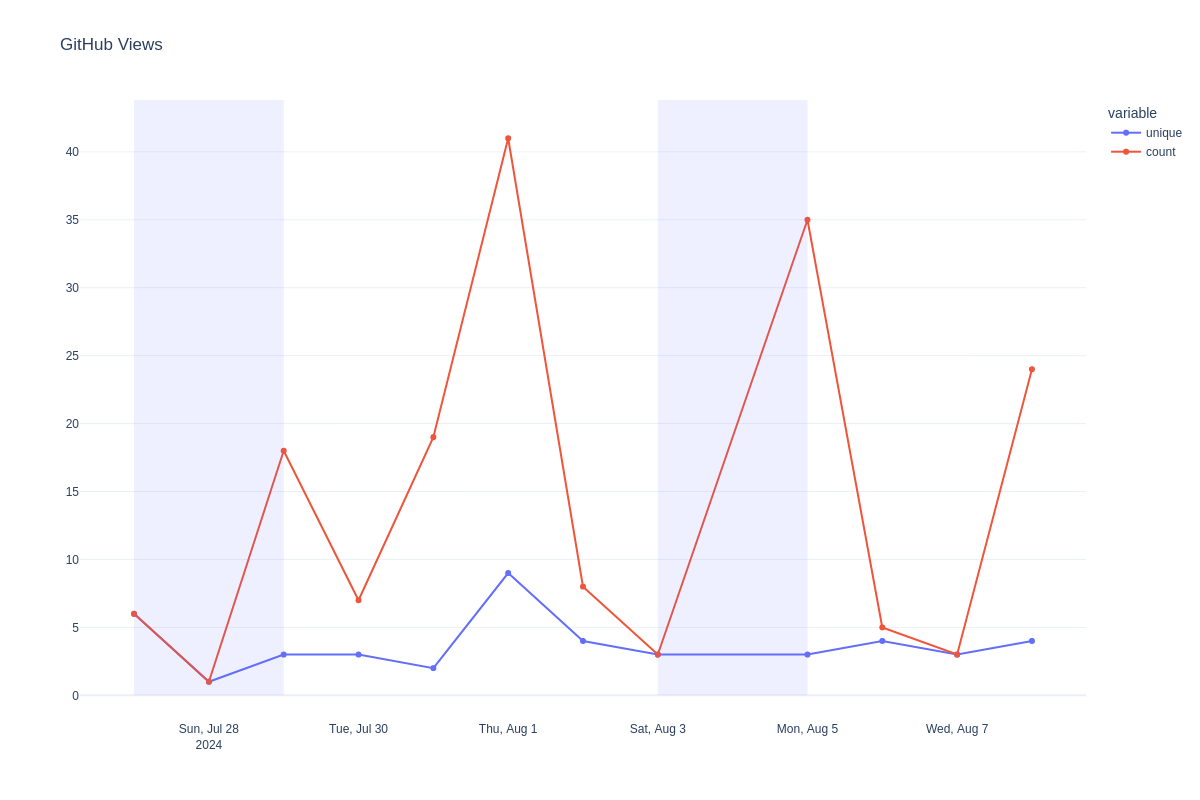 GitHub Views
variable
unique
count
40
35
30
25
20
15
10
5
0
Sun, Jul 28
2024
Tue, Jul 30
Thu, Aug 1
Sat, Aug 3
Mon, Aug 5
Wed, Aug 7